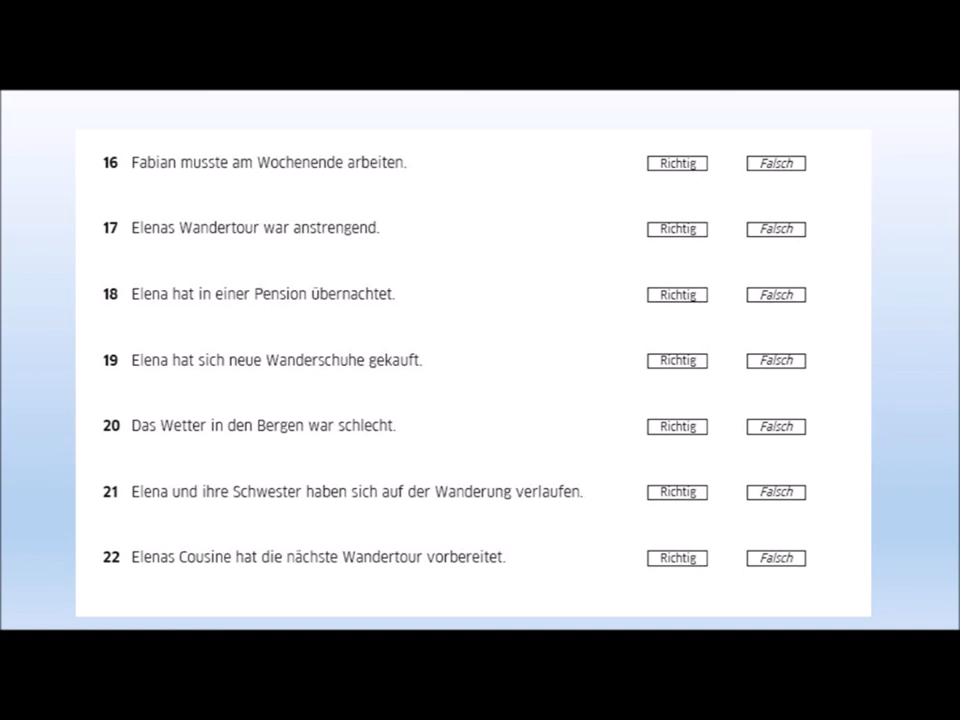 16 Fabian musste am Wochenende arbeiten. Richtig Falsch
17 Elenas Wandertour war anstrengend. Richtig Falsch
18 Elena hat in einer Pension übernachtet. Richtig Falsch
19 Elena hat sich neue Wanderschuhe gekauft. Richtig Falsch
20 Das Wetter in den Bergen war schlecht. Richtig Falsch
21 Elena und ihre Schwester haben sich auf der Wanderung verlaufen. Richtig Falsch
22 Elenas Cousine hat die nächste Wandertour vorbereitet. Richtig Falsch